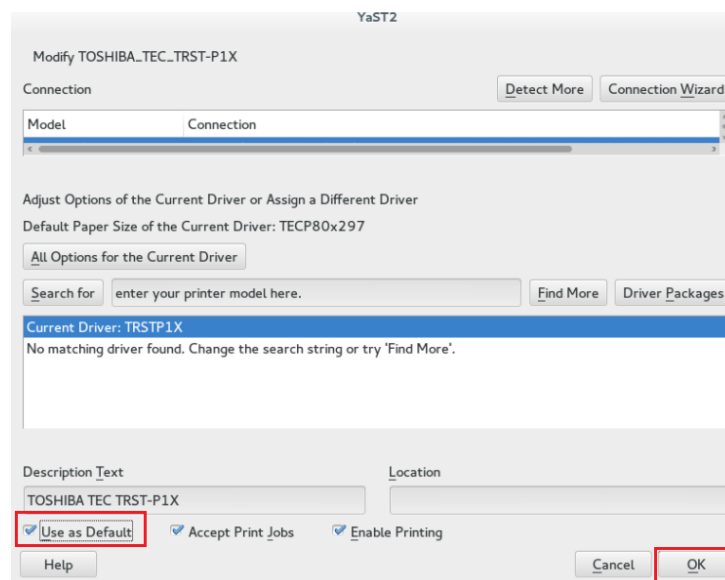 YaST2
Modify TOSHIBA_TEC_TRST-P1X
Connection
Detect More
Connection Wizard
Model
Connection
Adjust Options of the Current Driver or Assign a Different Driver
Default Paper Size of the Current Driver: TECP80x297
All Options for the Current Driver
Search for
enter your printer model here.
Find More
Driver Packages
Current Driver: TRSTP1X
No matching driver found. Change the search string or try 'Find More'.
Description Text
Location
TOSHIBA TEC TRST-P1X
Use as Default
Accept Print Jobs
Enable Printing
Help
Cancel
OK